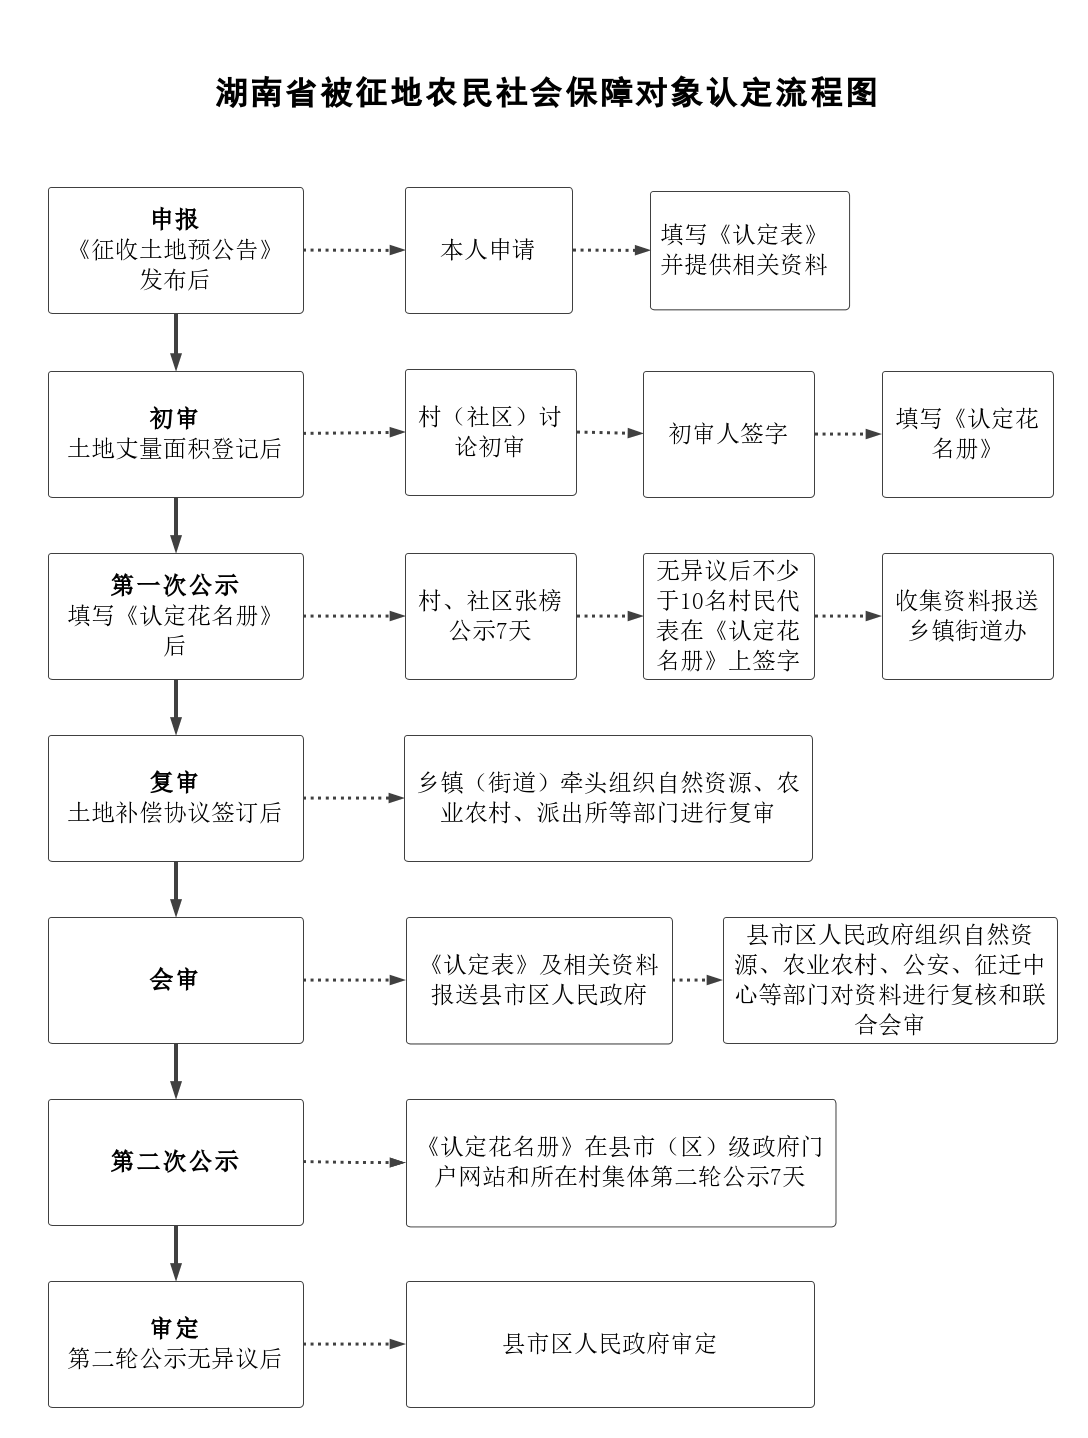 湖南省被征地农民社会保障对象认定流程图
申报
《征收土地预公告》
发布后
本人申请
填写《认定表》
并提供相关资料
初审
土地丈量面积登记后
村（社区）讨
论初审
初审人签字
填写《认定花
名册》
第一次公示
填写《认定花名册》
后
村、社区张榜
公示7天
无异议后不少
于10名村民代
表在《认定花
名册》上签字
收集资料报送
乡镇街道办
复审
土地补偿协议签订后
乡镇（街道）牵头组织自然资源、农
业农村、派出所等部门进行复审
会审
《认定表》及相关资料
报送县市区人民政府
县市区人民政府组织自然资
源、农业农村、公安、征迁中
心等部门对资料进行复核和联
合会审
第二次公示
《认定花名册》在县市（区）级政府门
户网站和所在村集体第二轮公示7天
审定
第二轮公示无异议后
县市区人民政府审定